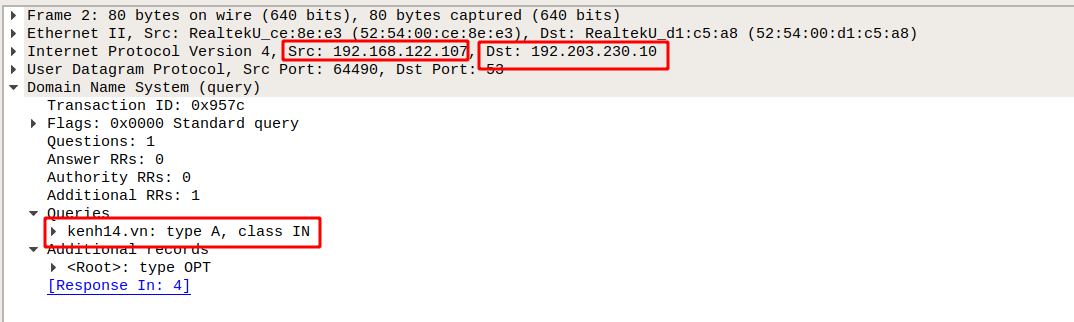 Frame 2: 80 bytes on wire (640 bits), 80 bytes captured (640 bits)
Ethernet II, Src: RealtekU_ce:8e:e3 (52:54:00:ce:8e:e3), Dst: RealtekU_d1:c5:a8 (52:54:00:d1:c5:a8)
Internet Protocol Version 4, Src: 192.168.122.107, Dst: 192.203.230.10
User Datagram Protocol, Src Port: 64490, Dst Port: 53
Domain Name System (query)
Transaction ID: 0x957c
Flags: 0x0000 Standard query
Questions: 1
Answer RRs: 0
Authority RRs: 0
Additional RRs: 1
Queries
kenh14.vn: type A, class IN
Additional records
<Root>: type OPT
[Response In: 4]